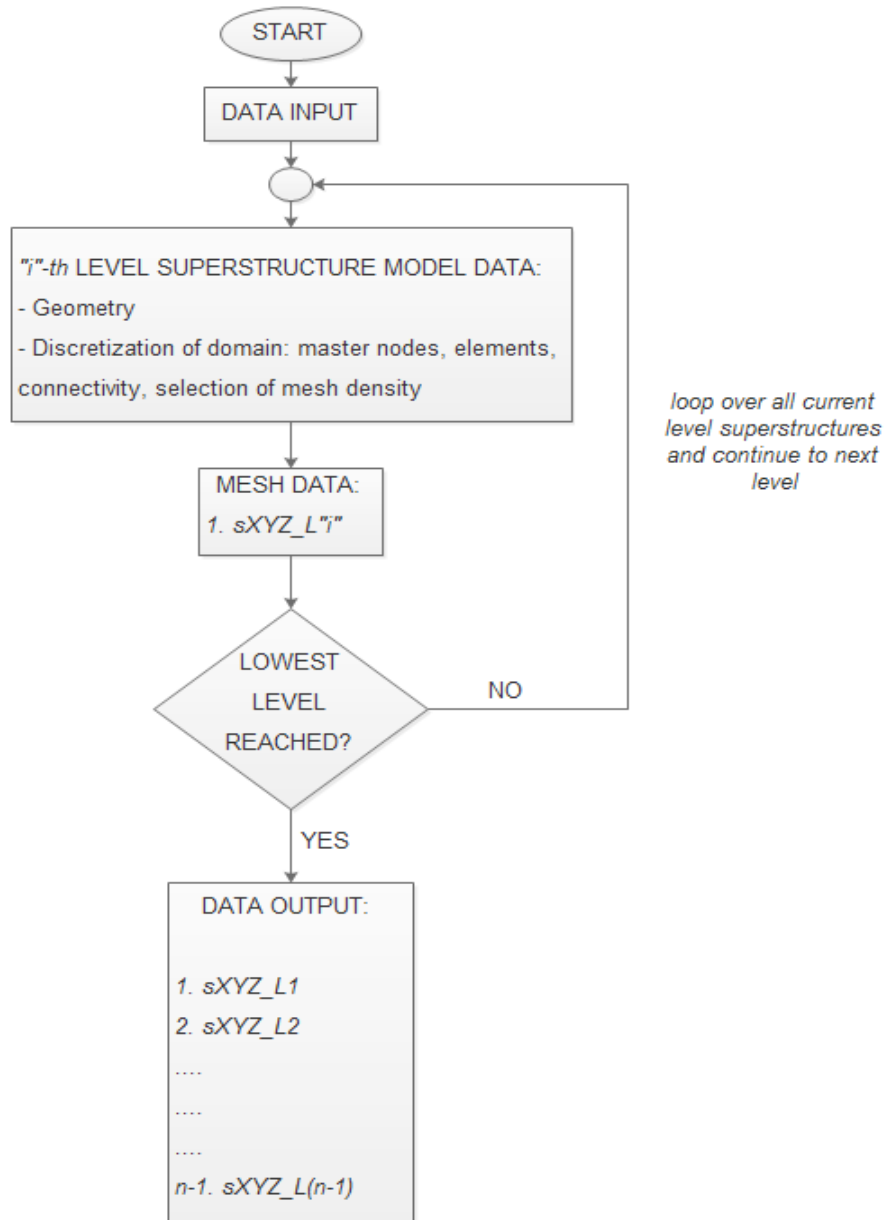 START
DATA INPUT
"i"-th LEVEL SUPERSTRUCTURE MODEL DATA:
- Geometry
- Discretization of domain: master nodes, elements,
connectivity, selection of mesh density
loop over all current
level superstructures
and continue to next
level
MESH DATA:
1. sXYZ_L"i"
LOWEST
LEVEL
REACHED?
NO
YES
DATA OUTPUT:
1. sXYZ_L1
2. sXYZ_L2
....
....
....
n-1. sXYZ_L(n-1)